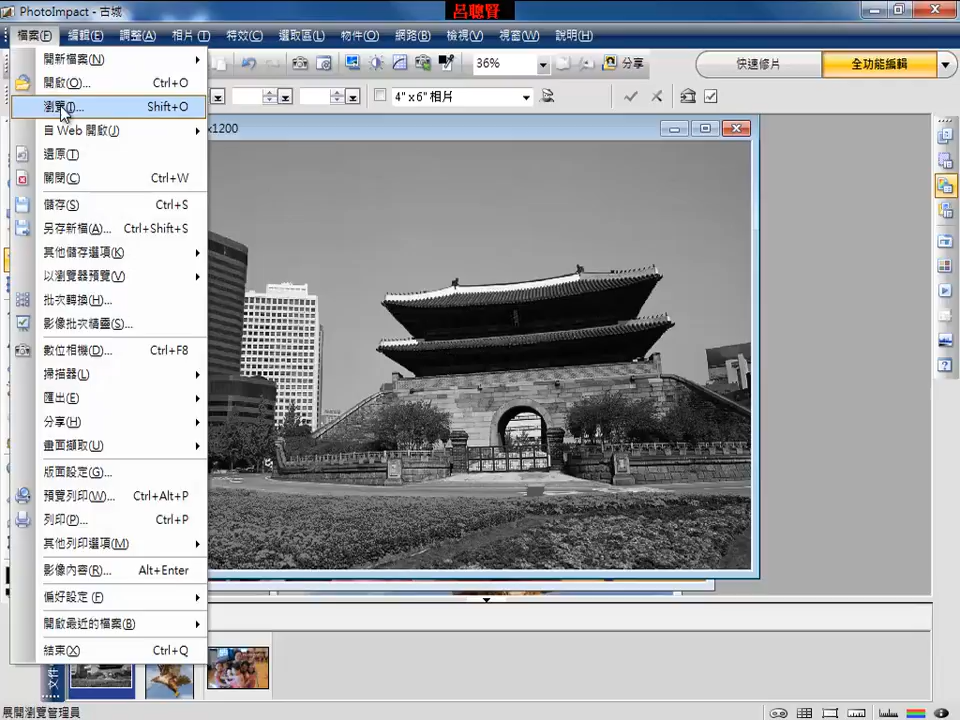 PhotoImpact - 古城
呂聰賢
檔案(F) 編輯(E) 調整(A) 相片(T) 特效(C) 選取區(L) 物件(O) 網路(B) 檢視(V) 視窗(W) 說明(H)
36% 分享 快速修片 全功能編輯
4"x6"相片
x1200
開新檔案(N)
開啟(O)... Ctrl+O
瀏覽(I)... Shift+O
自 Web 開啟(J)
還原(T)
關閉(C) Ctrl+W
儲存(S) Ctrl+S
另存新檔(A)... Ctrl+Shift+S
其他儲存選項(K)
以瀏覽器預覽(V)
批次轉換(H)...
影像批次精靈(S)...
數位相機(D)... Ctrl+F8
掃描器(L)
匯出(E)
分享(H)
畫面擷取(U)
版面設定(G)...
預覽列印(W)... Ctrl+Alt+P
列印(P)... Ctrl+P
其他列印選項(M)
影像內容(R)... Alt+Enter
偏好設定 (F)
開啟最近的檔案(B)
結束(X) Ctrl+Q
展開瀏覽管理員